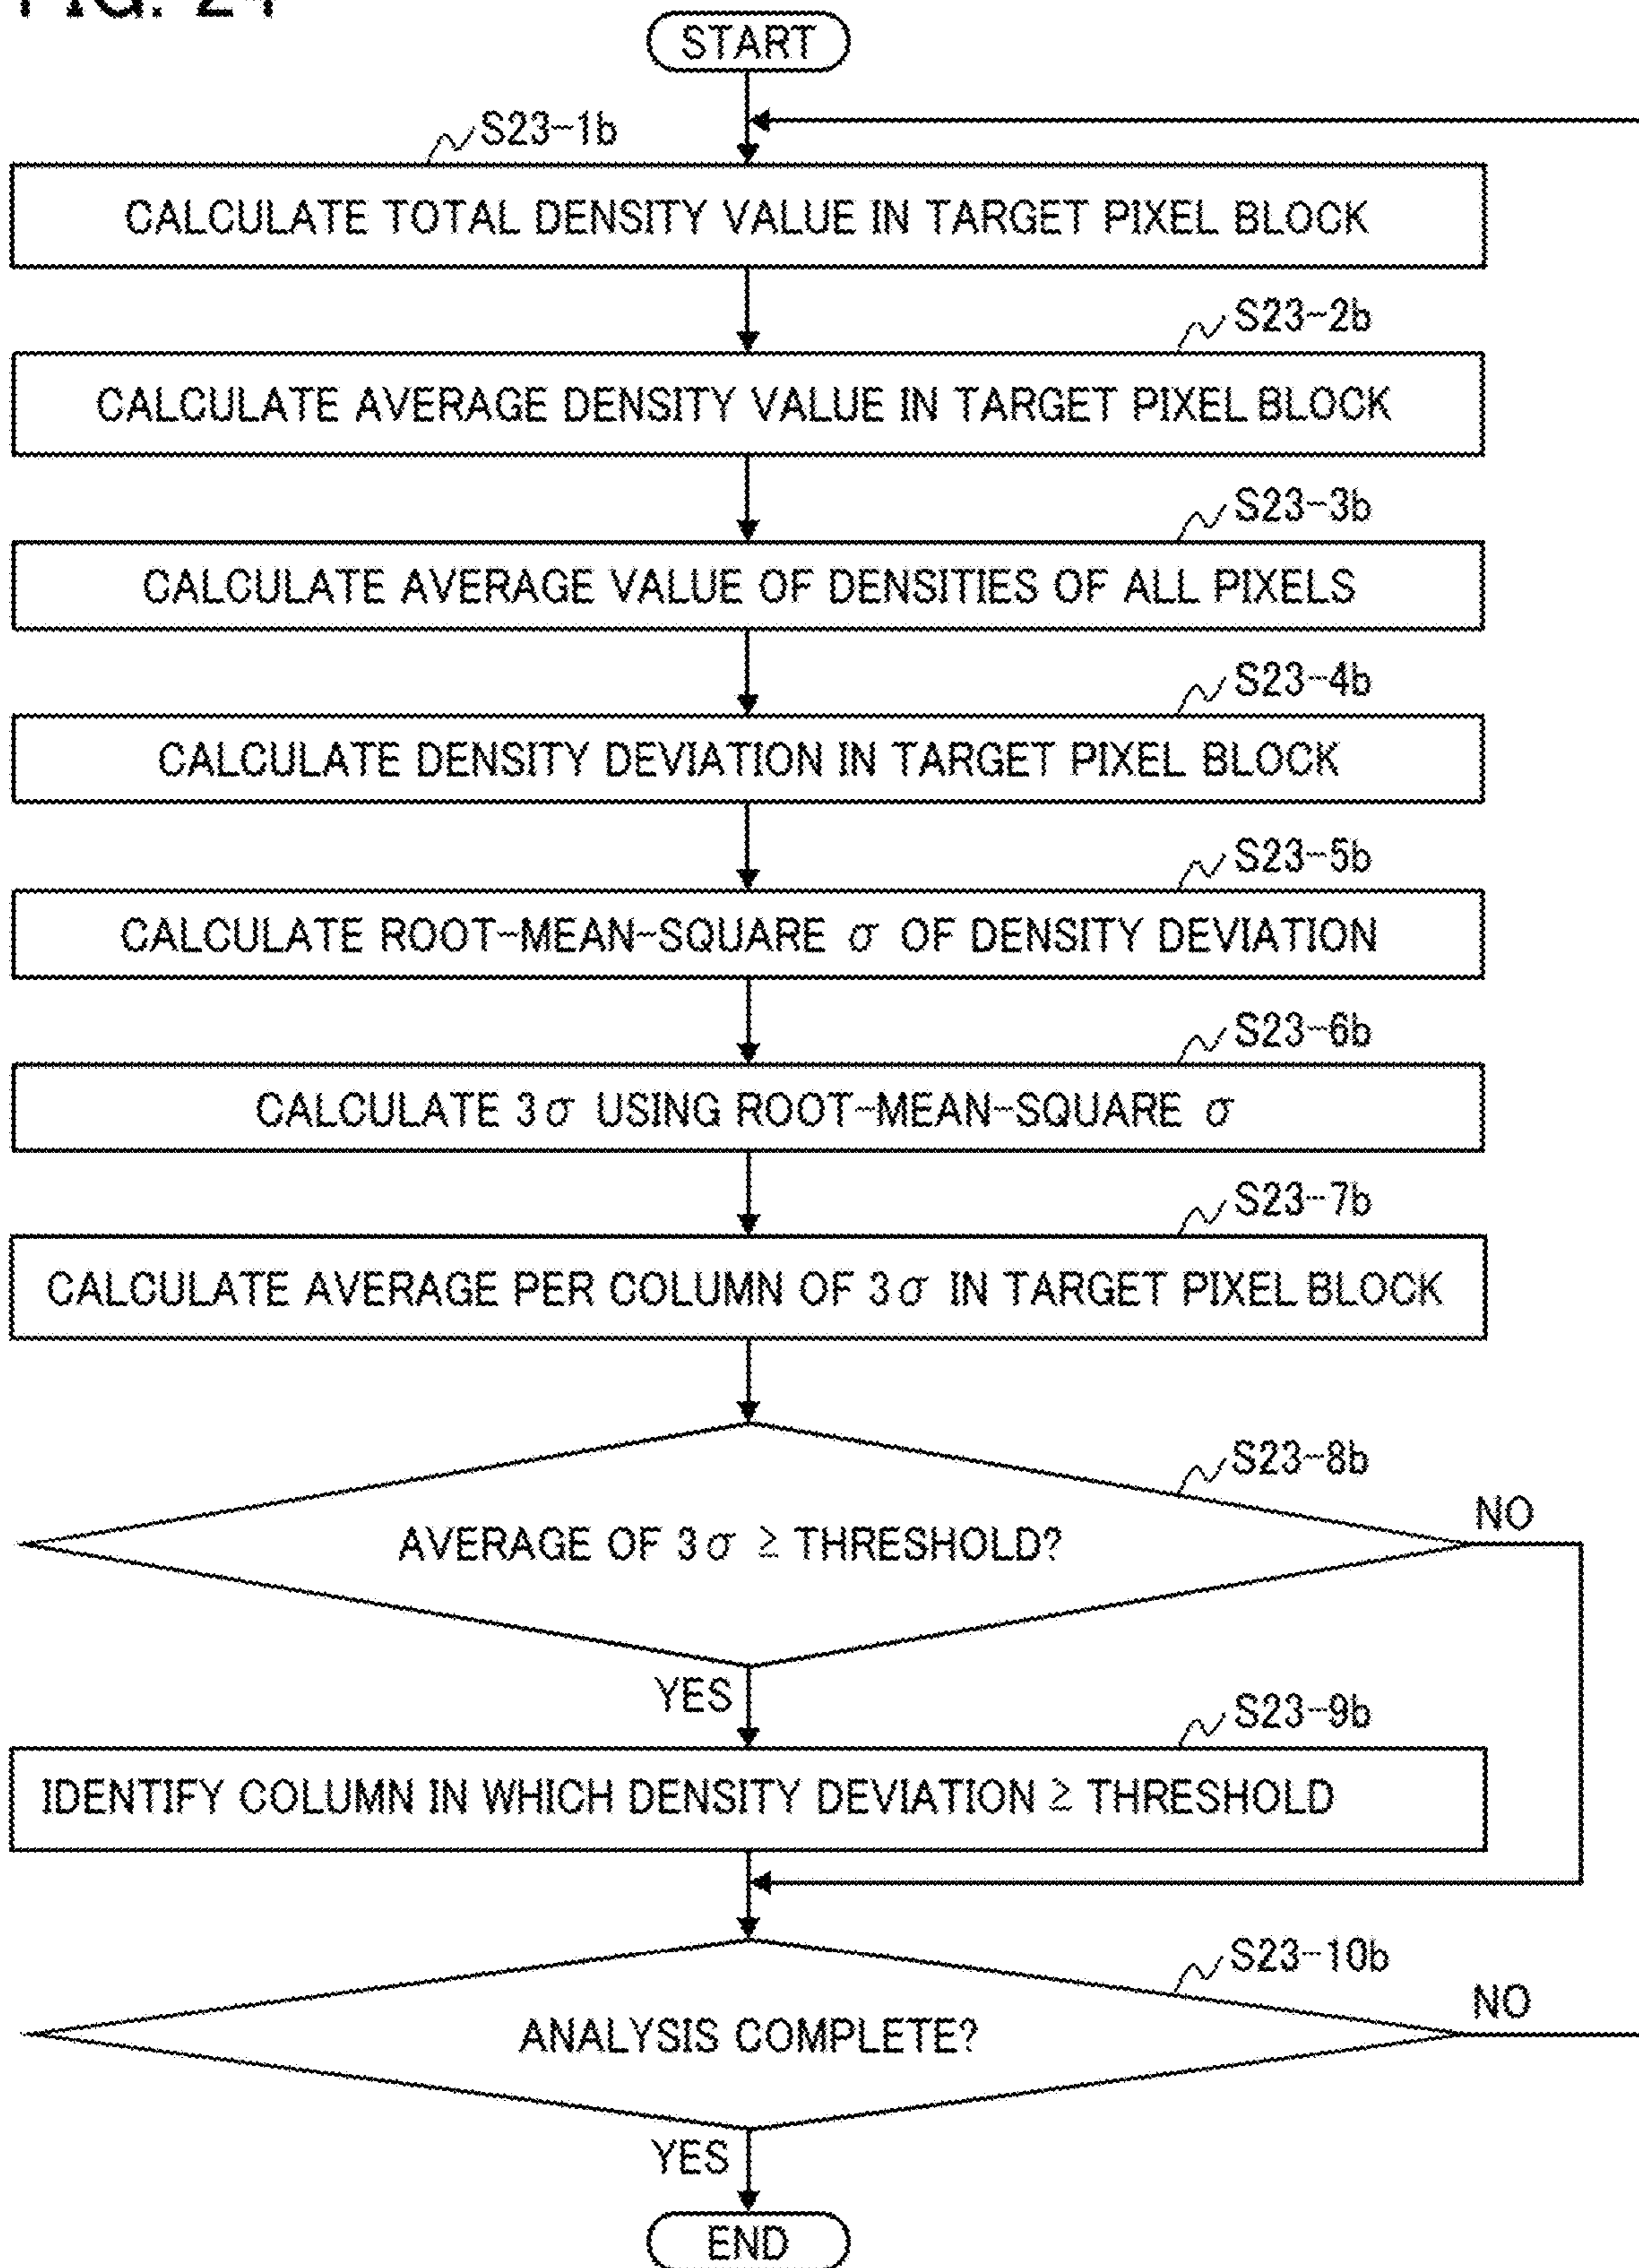 FIG. 24
START
S23-1b
CALCULATE TOTAL DENSITY VALUE IN TARGET PIXEL BLOCK
S23-2b
CALCULATE AVERAGE DENSITY VALUE IN TARGET PIXEL BLOCK
S23-3b
CALCULATE AVERAGE VALUE OF DENSITIES OF ALL PIXELS
S23-4b
CALCULATE DENSITY DEVIATION IN TARGET PIXEL BLOCK
S23-5b
CALCULATE ROOT-MEAN-SQUARE σ OF DENSITY DEVIATION
S23-6b
CALCULATE 3σ USING ROOT-MEAN-SQUARE σ
S23-7b
CALCULATE AVERAGE PER COLUMN OF 3σ IN TARGET PIXEL BLOCK
S23-8b
AVERAGE OF 3σ ≥ THRESHOLD?
NO
YES
S23-9b
IDENTIFY COLUMN IN WHICH DENSITY DEVIATION ≥ THRESHOLD
S23-10b
ANALYSIS COMPLETE?
NO
YES
END